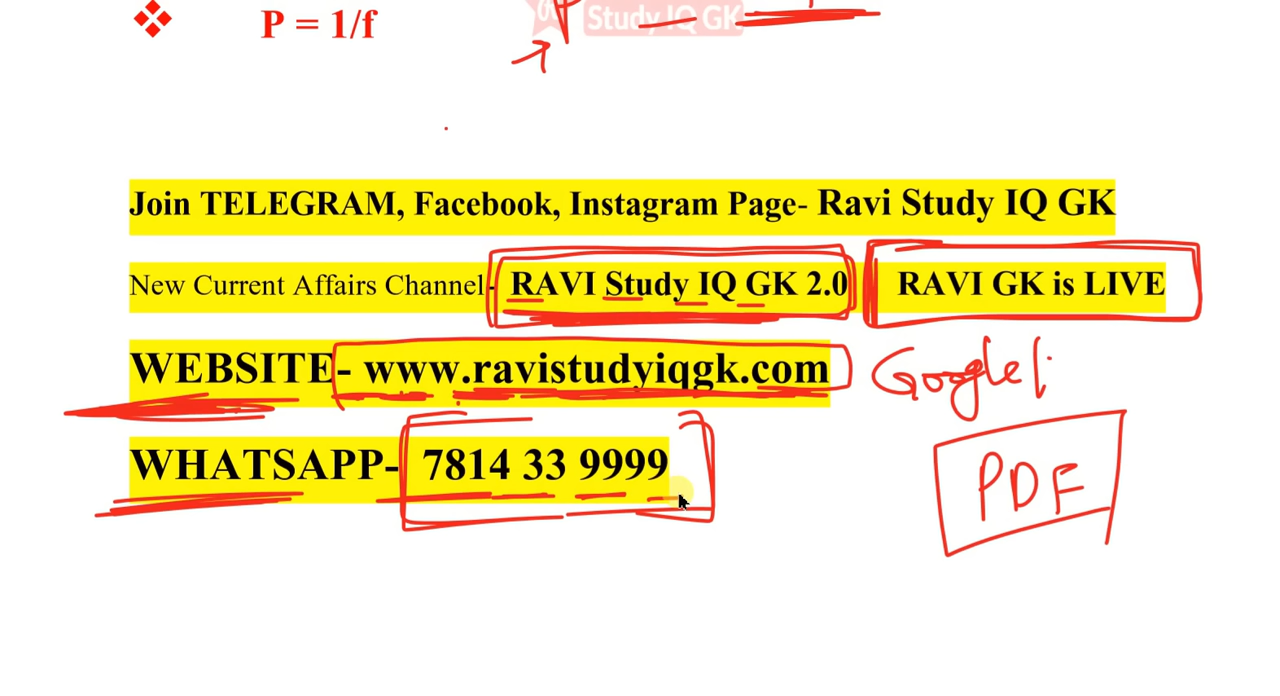 ❖ P = 1/f
Study IQ GK
Join TELEGRAM, Facebook, Instagram Page- Ravi Study IQ GK
New Current Affairs Channel- RAVI Study IQ GK 2.0 RAVI GK is LIVE
WEBSITE- www.ravistudyiqgk.com Google
WHATSAPP- 7814 33 9999
PDF